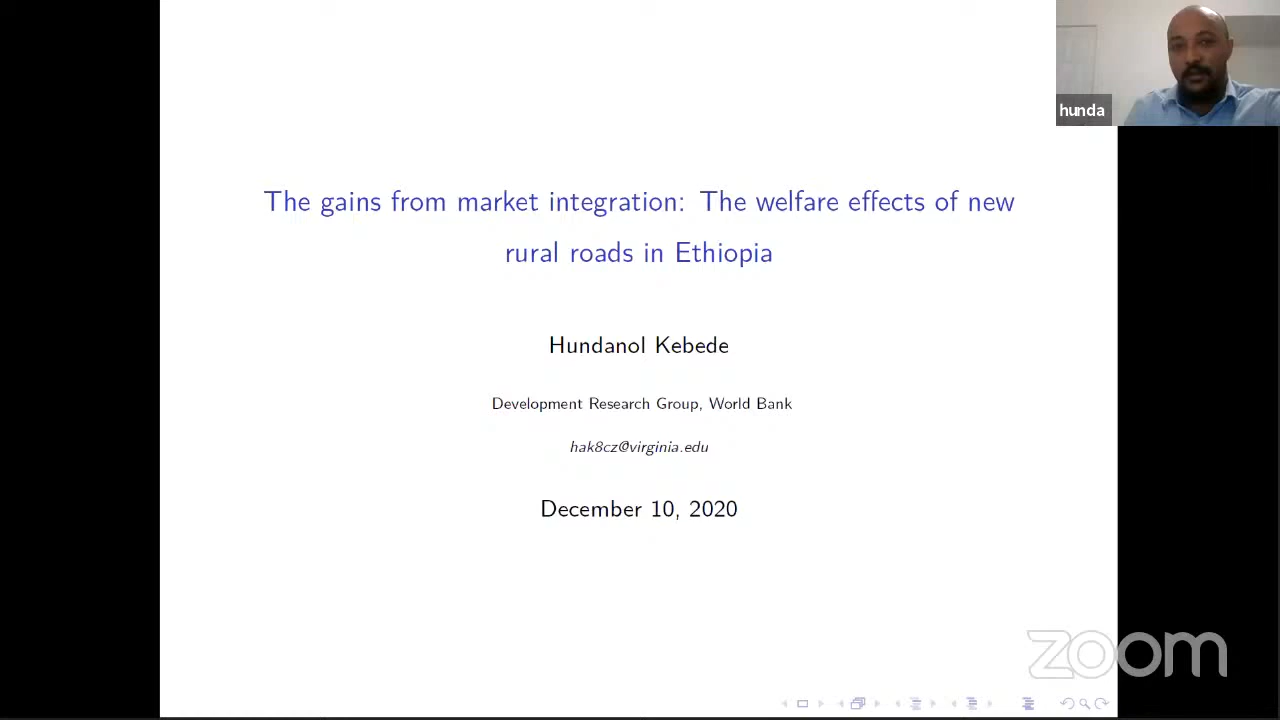 hunda
The gains from market integration: The welfare effects of new
rural roads in Ethiopia
Hundanol Kebede
Development Research Group, World Bank
hak8cz@virginia.edu
December 10, 2020
zoom